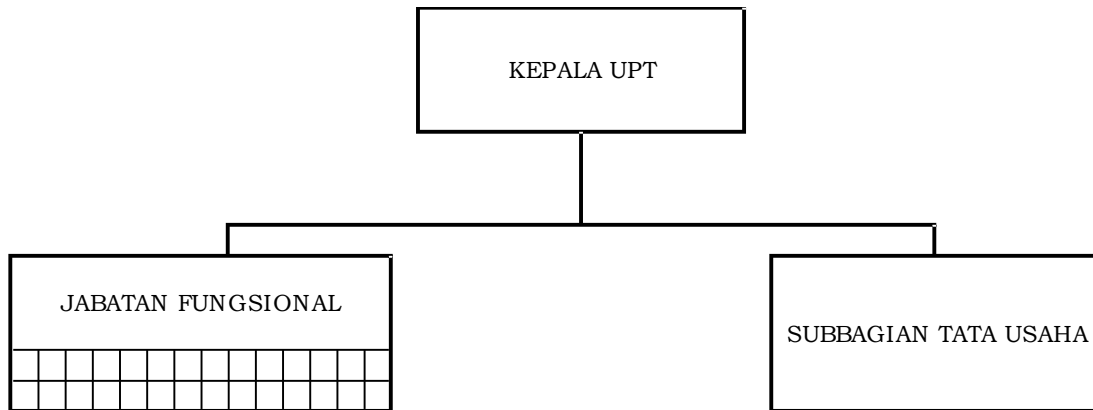 KEPALA UPT
JABATAN FUNGSIONAL
SUBBAGIAN TATA USAHA